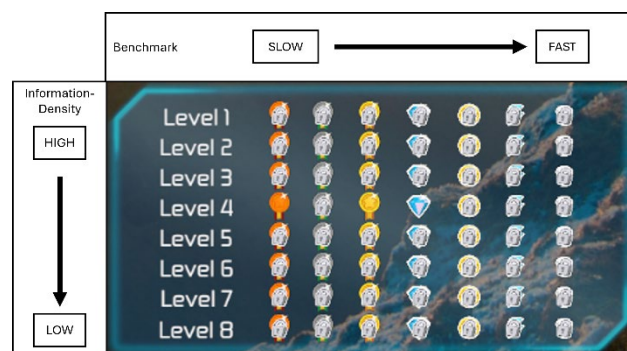 Benchmark
SLOW
FAST
Information-
Density
HIGH
LOW
Level 1
Level 2
Level 3
Level 4
Level 5
Level 6
Level 7
Level 8